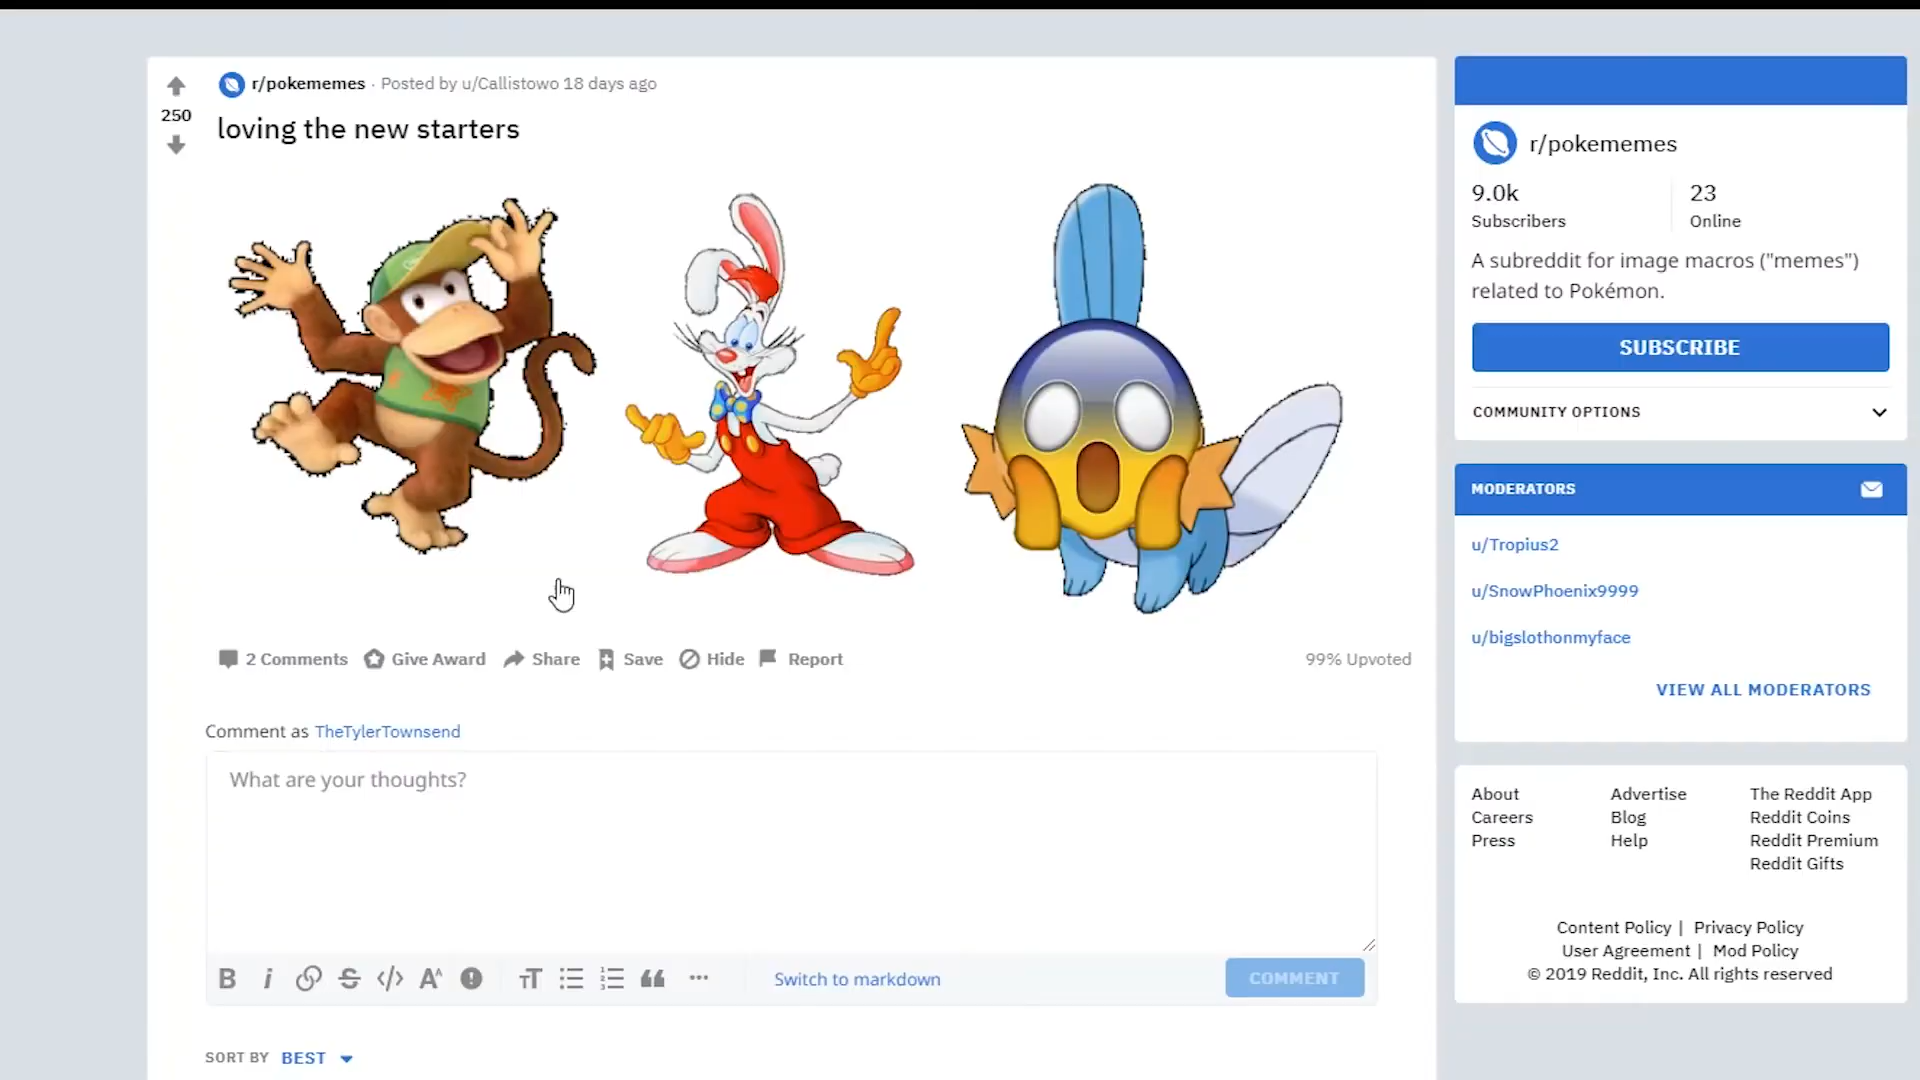 r/pokememes · Posted by u/Callistowo 18 days ago
250
loving the new starters
2 Comments Give Award Share Save Hide Report 99% Upvoted
Comment as TheTylerTownsend
What are your thoughts?
Switch to markdown COMMENT
SORT BY BEST
r/pokememes
9.0k 23
Subscribers Online
A subreddit for image macros ("memes")
related to Pokémon.
SUBSCRIBE
COMMUNITY OPTIONS
MODERATORS
u/Tropius2
u/SnowPhoenix9999
u/bigslothonmyface
VIEW ALL MODERATORS
About Advertise The Reddit App
Careers Blog Reddit Coins
Press Help Reddit Premium
Reddit Gifts
Content Policy | Privacy Policy
User Agreement | Mod Policy
© 2019 Reddit, Inc. All rights reserved